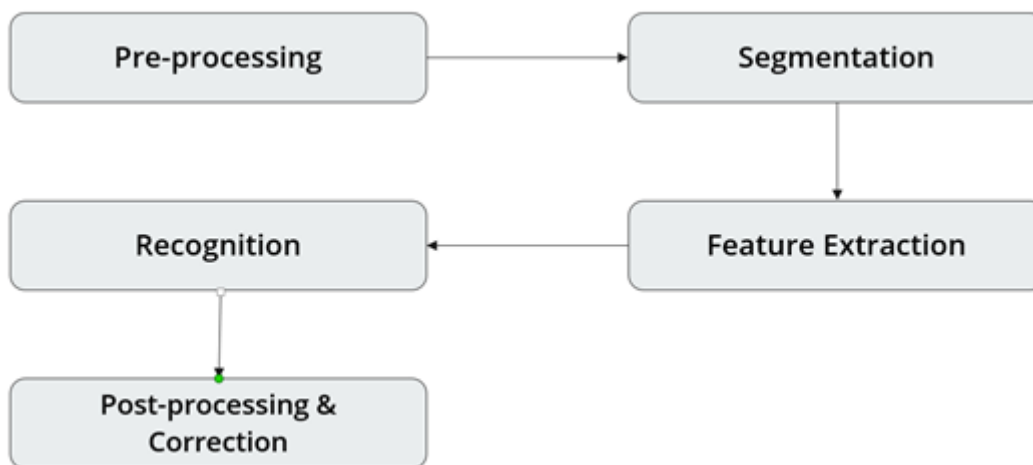 Pre-processing
Segmentation
Feature Extraction
Recognition
Post-processing &
Correction